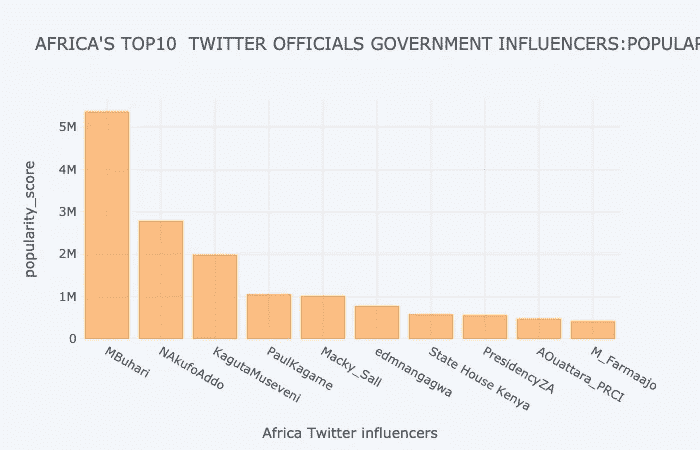 AFRICA'S TOP10 TWITTER OFFICIALS GOVERNMENT INFLUENCERS:POPULAR
popularity_score
5M
4M
3M
2M
1M
0
MBuhari
NAkufoAddo
KagutaMuseveni
PaulKagame
Macky_Sall
edmnangagwa
State House Kenya
PresidencyZA
AOuattara_PRCI
M_Farmaajo
Africa Twitter influencers